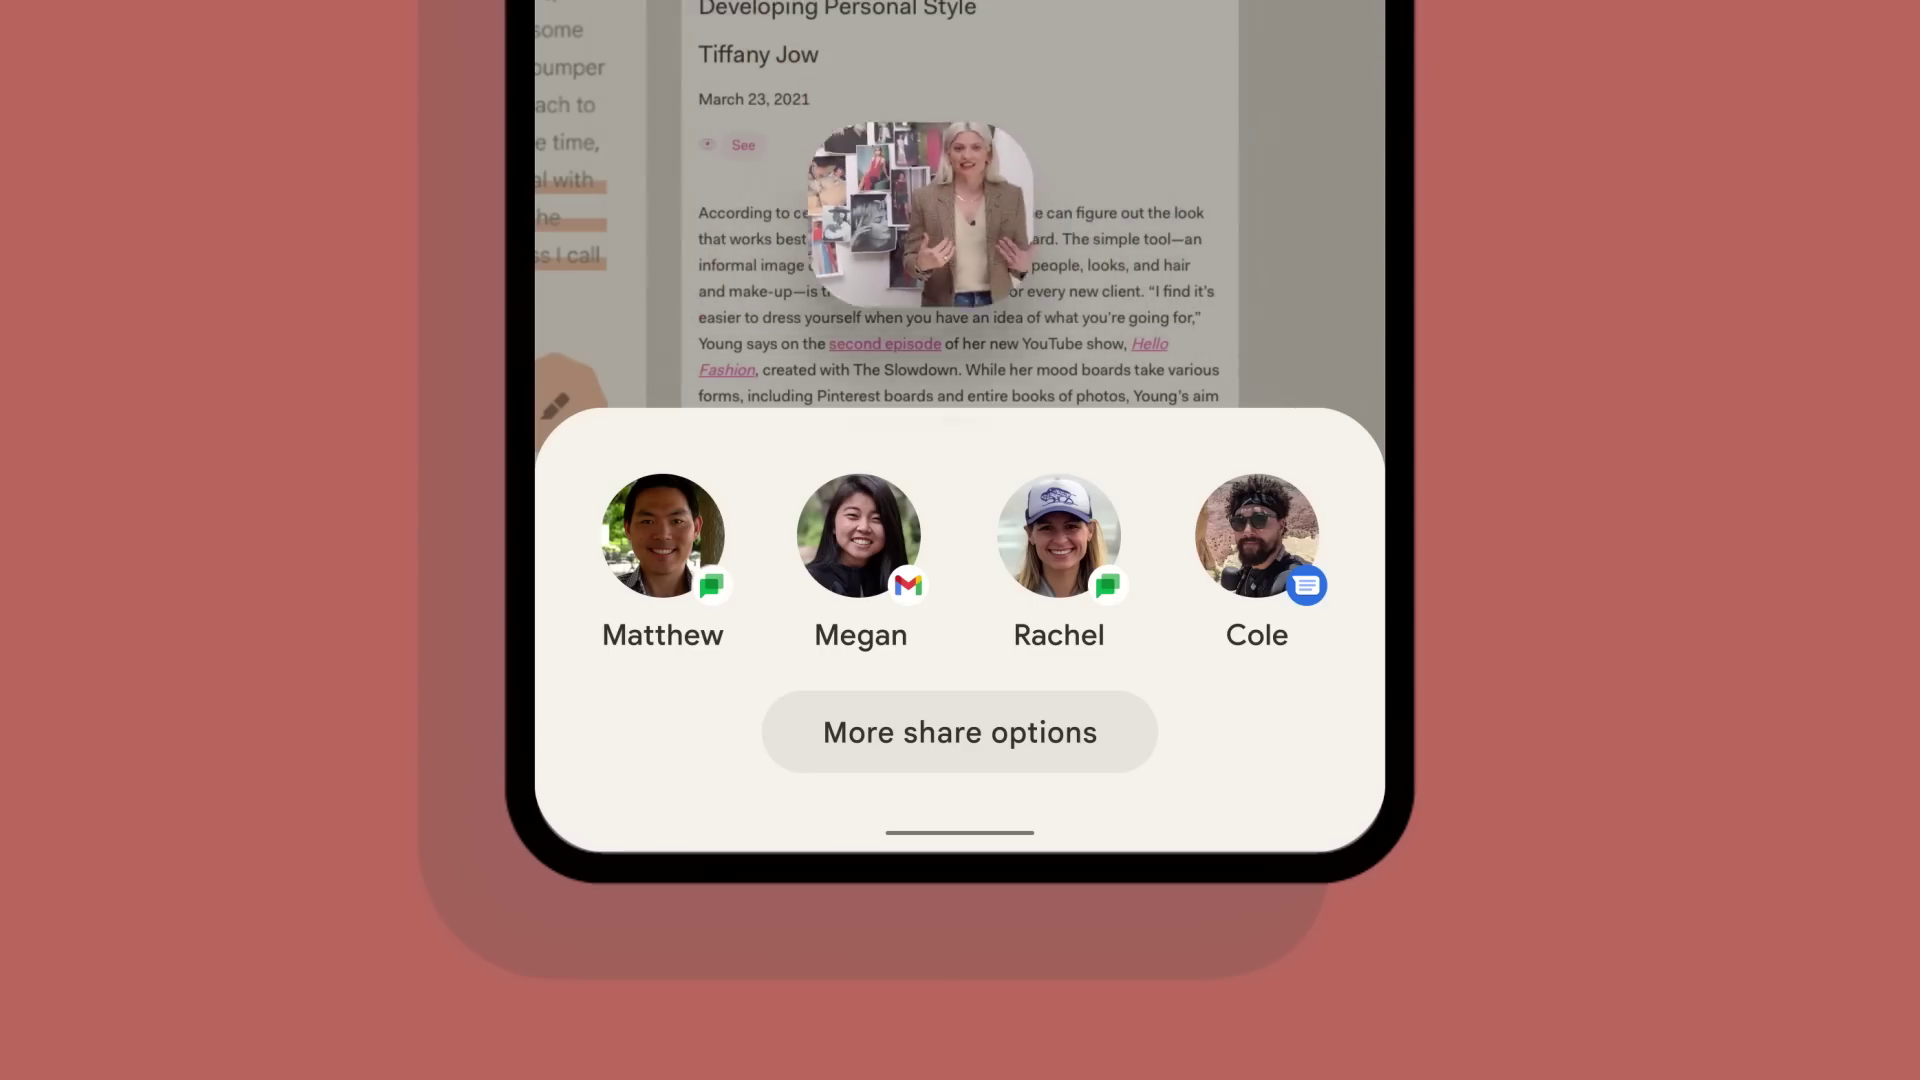 some
bumper
ach to
e time,
al with
he
ss I call
Developing Personal Style
Tiffany Jow
March 23, 2021
See
According to ce
e can figure out the look
that works best
ard. The simple tool—an
informal image
people, looks, and hair
and make-up—is t
or every new client. “I find it’s
easier to dress yourself when you have an idea of what you’re going for,”
Young says on the second episode of her new YouTube show, Hello
Fashion, created with The Slowdown. While her mood boards take various
forms, including Pinterest boards and entire books of photos, Young’s aim
Matthew
Megan
Rachel
Cole
More share options